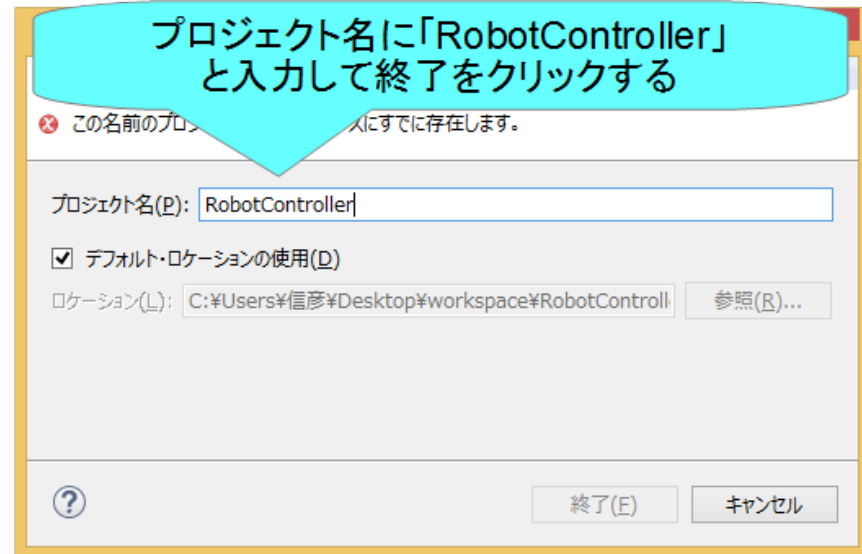 プロジェクト名に「RobotController」
と入力して終了をクリックする
この名前のプロ スにすでに存在します。
プロジェクト名(P): RobotController
デフォルト・ロケーションの使用(D)
ロケーション(L): C:¥Users¥信彦¥Desktop¥workspace¥RobotControll 参照(R)...
? 終了(F) キャンセル